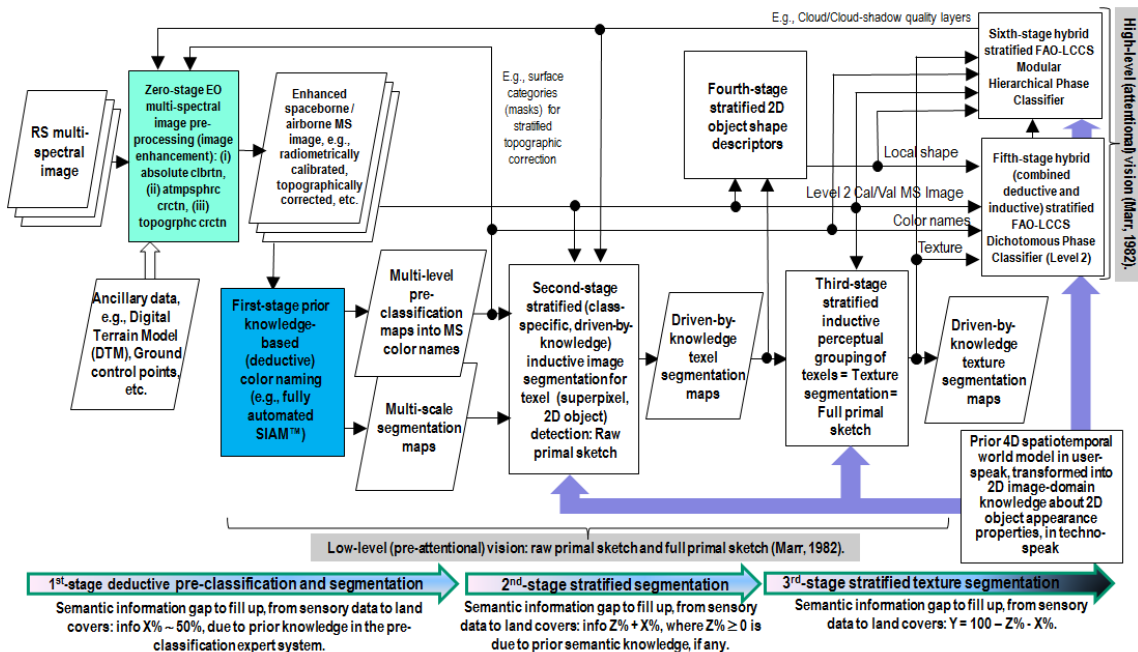 E.g., Cloud/Cloud-shadow quality layers
RS multi-
spectral
image
Zero-stage EO
multi-spectral
image pre-
processing (image
enhancement): (i)
absolute clbrtn,
(ii) atmpsphrc
crctn, (iii)
topogrphc crctn
Enhanced
spaceborne /
airborne MS
image, e.g.,
radiometrically
calibrated,
topographically
corrected, etc.
E.g., surface
categories
(masks) for
stratified
topographic
correction
Fourth-stage
stratified 2D
object shape
descriptors
Sixth-stage hybrid
stratified FAO-LCCS
Modular
Hierarchical Phase
Classifier
High-level (attentional) vision (Marr, 1982).
Local shape
Level 2 Cal/Val MS Image
Color names
Texture
Fifth-stage hybrid
(combined
deductive and
inductive) stratified
FAO-LCCS
Dichotomous Phase
Classifier (Level 2)
Ancillary data,
e.g., Digital
Terrain Model
(DTM), Ground
control points,
etc.
First-stage prior
knowledge-
based
(deductive)
color naming
(e.g., fully
automated
SIAM™)
Multi-level
pre-
classification
maps into MS
color names
Multi-scale
segmentation
maps
Second-stage
stratified (class-
specific, driven-by-
knowledge)
inductive image
segmentation for
texel (superpixel,
2D object)
detection: Raw
primal sketch
Driven-by-
knowledge
texel
segmentation
maps
Third-stage
stratified
inductive
perceptual
grouping of
texels = Texture
segmentation =
Full primal
sketch
Driven-by-
knowledge
texture
segmentation
maps
Prior 4D spatiotemporal
world model in user-
speak, transformed into
2D image-domain
knowledge about 2D
object appearance
properties, in techno-
speak
Low-level (pre-attentional) vision: raw primal sketch and full primal sketch (Marr, 1982).
1st-stage deductive pre-classification and segmentation
Semantic information gap to fill up, from sensory data to land
covers: info X% ~ 50%, due to prior knowledge in the pre-
classification expert system.
2nd-stage stratified segmentation
Semantic information gap to fill up, from sensory
data to land covers: info Z% + X%, where Z% ≥ 0 is
due to prior semantic knowledge, if any.
3rd-stage stratified texture segmentation
Semantic information gap to fill up, from sensory
data to land covers: Y = 100 – Z% - X%.